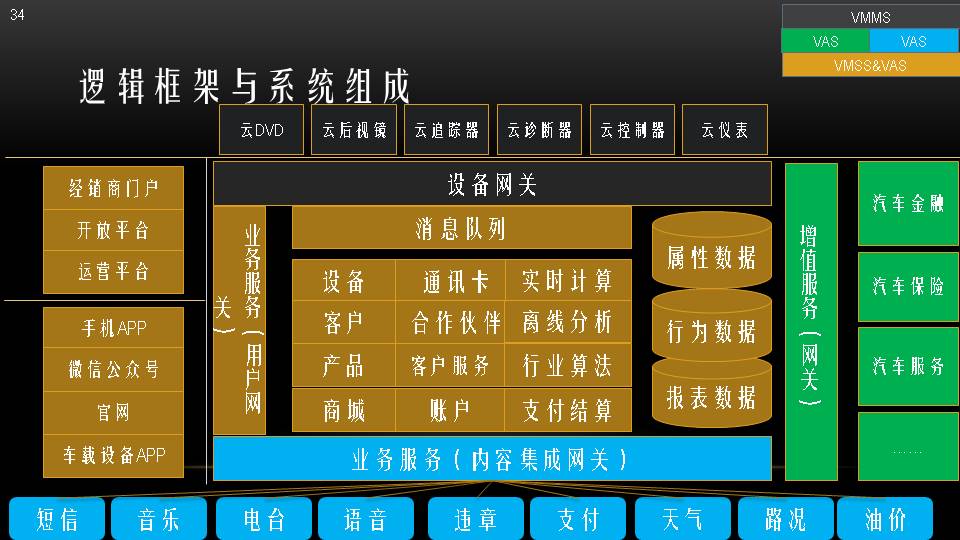 34
VMMS
VAS
VAS
VMSS&VAS
逻辑框架与系统组成
云DVD
云后视镜
云追踪器
云诊断器
云控制器
云仪表
设备网关
经销商门户
开放平台
运营平台
手机APP
微信公众号
官网
车载设备APP
业务服务(用户网
关)
消息队列
设备
通讯卡
实时计算
客户
合作伙伴
离线分析
产品
客户服务
行业算法
商城
账户
支付结算
属性数据
行为数据
报表数据
增值服务(网关)
汽车金融
汽车保险
汽车服务
……
业务服务(内容集成网关)
短信
音乐
电台
语音
违章
支付
天气
路况
油价